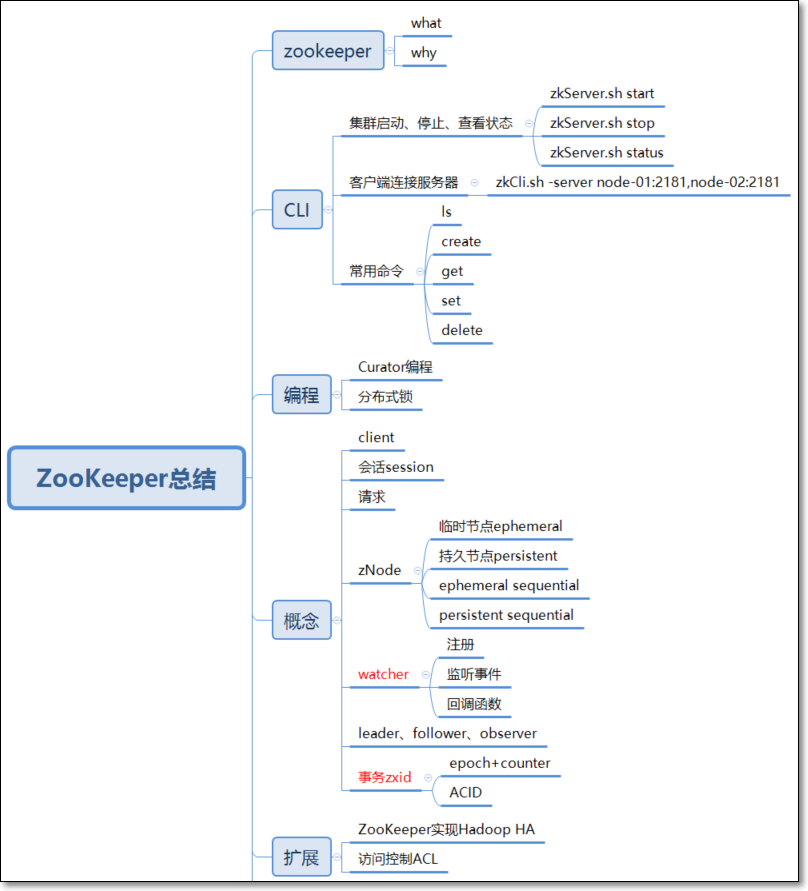 ZooKeeper总结
zookeeper
what
why
CLI
集群启动、停止、查看状态
zkServer.sh start
zkServer.sh stop
zkServer.sh status
客户端连接服务器
zkCli.sh -server node-01:2181,node-02:2181
常用命令
ls
create
get
set
delete
编程
Curator编程
分布式锁
概念
client
会话session
请求
zNode
临时节点ephemeral
持久节点persistent
ephemeral sequential
persistent sequential
watcher
注册
监听事件
回调函数
leader、follower、observer
事务zxid
epoch+counter
ACID
扩展
ZooKeeper实现Hadoop HA
访问控制ACL